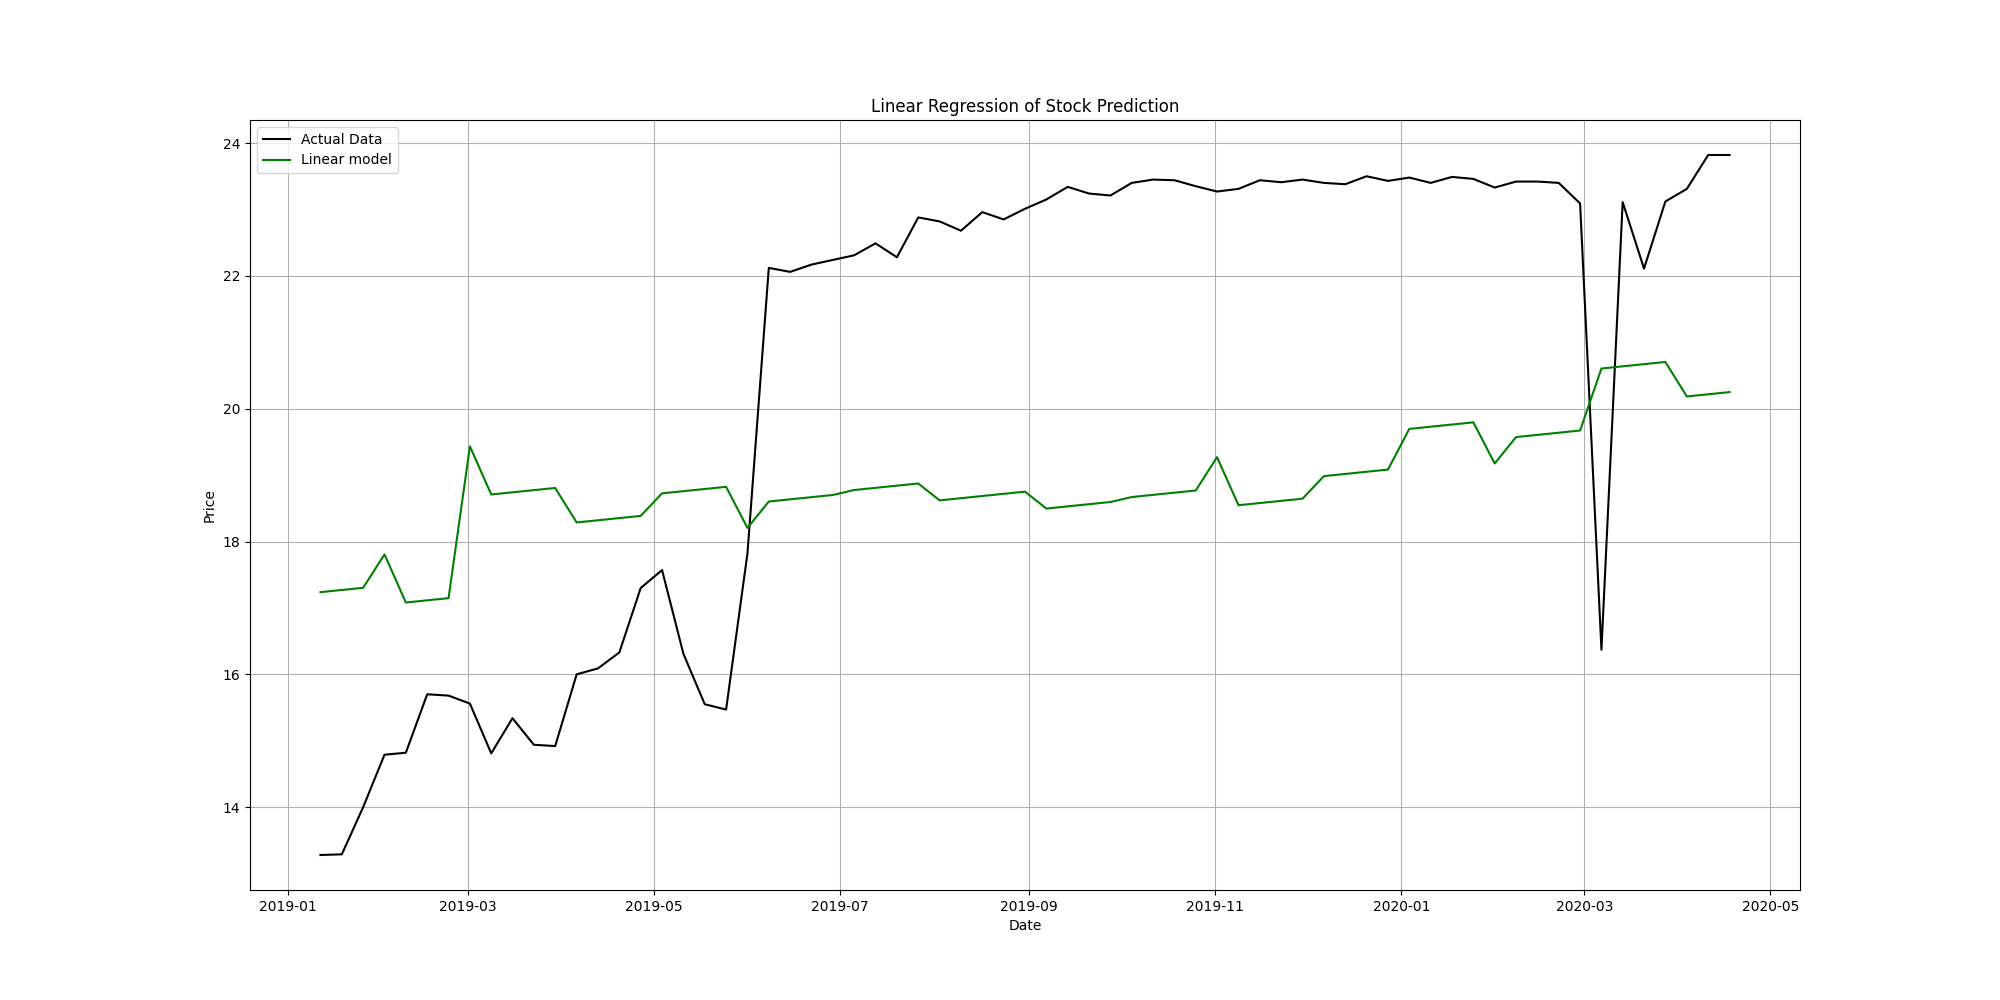 Linear Regression of Stock Prediction
Actual Data
Linear model
24
22
20
18
16
14
Price
2019-01 2019-03 2019-05 2019-07 2019-09 2019-11 2020-01 2020-03 2020-05
Date